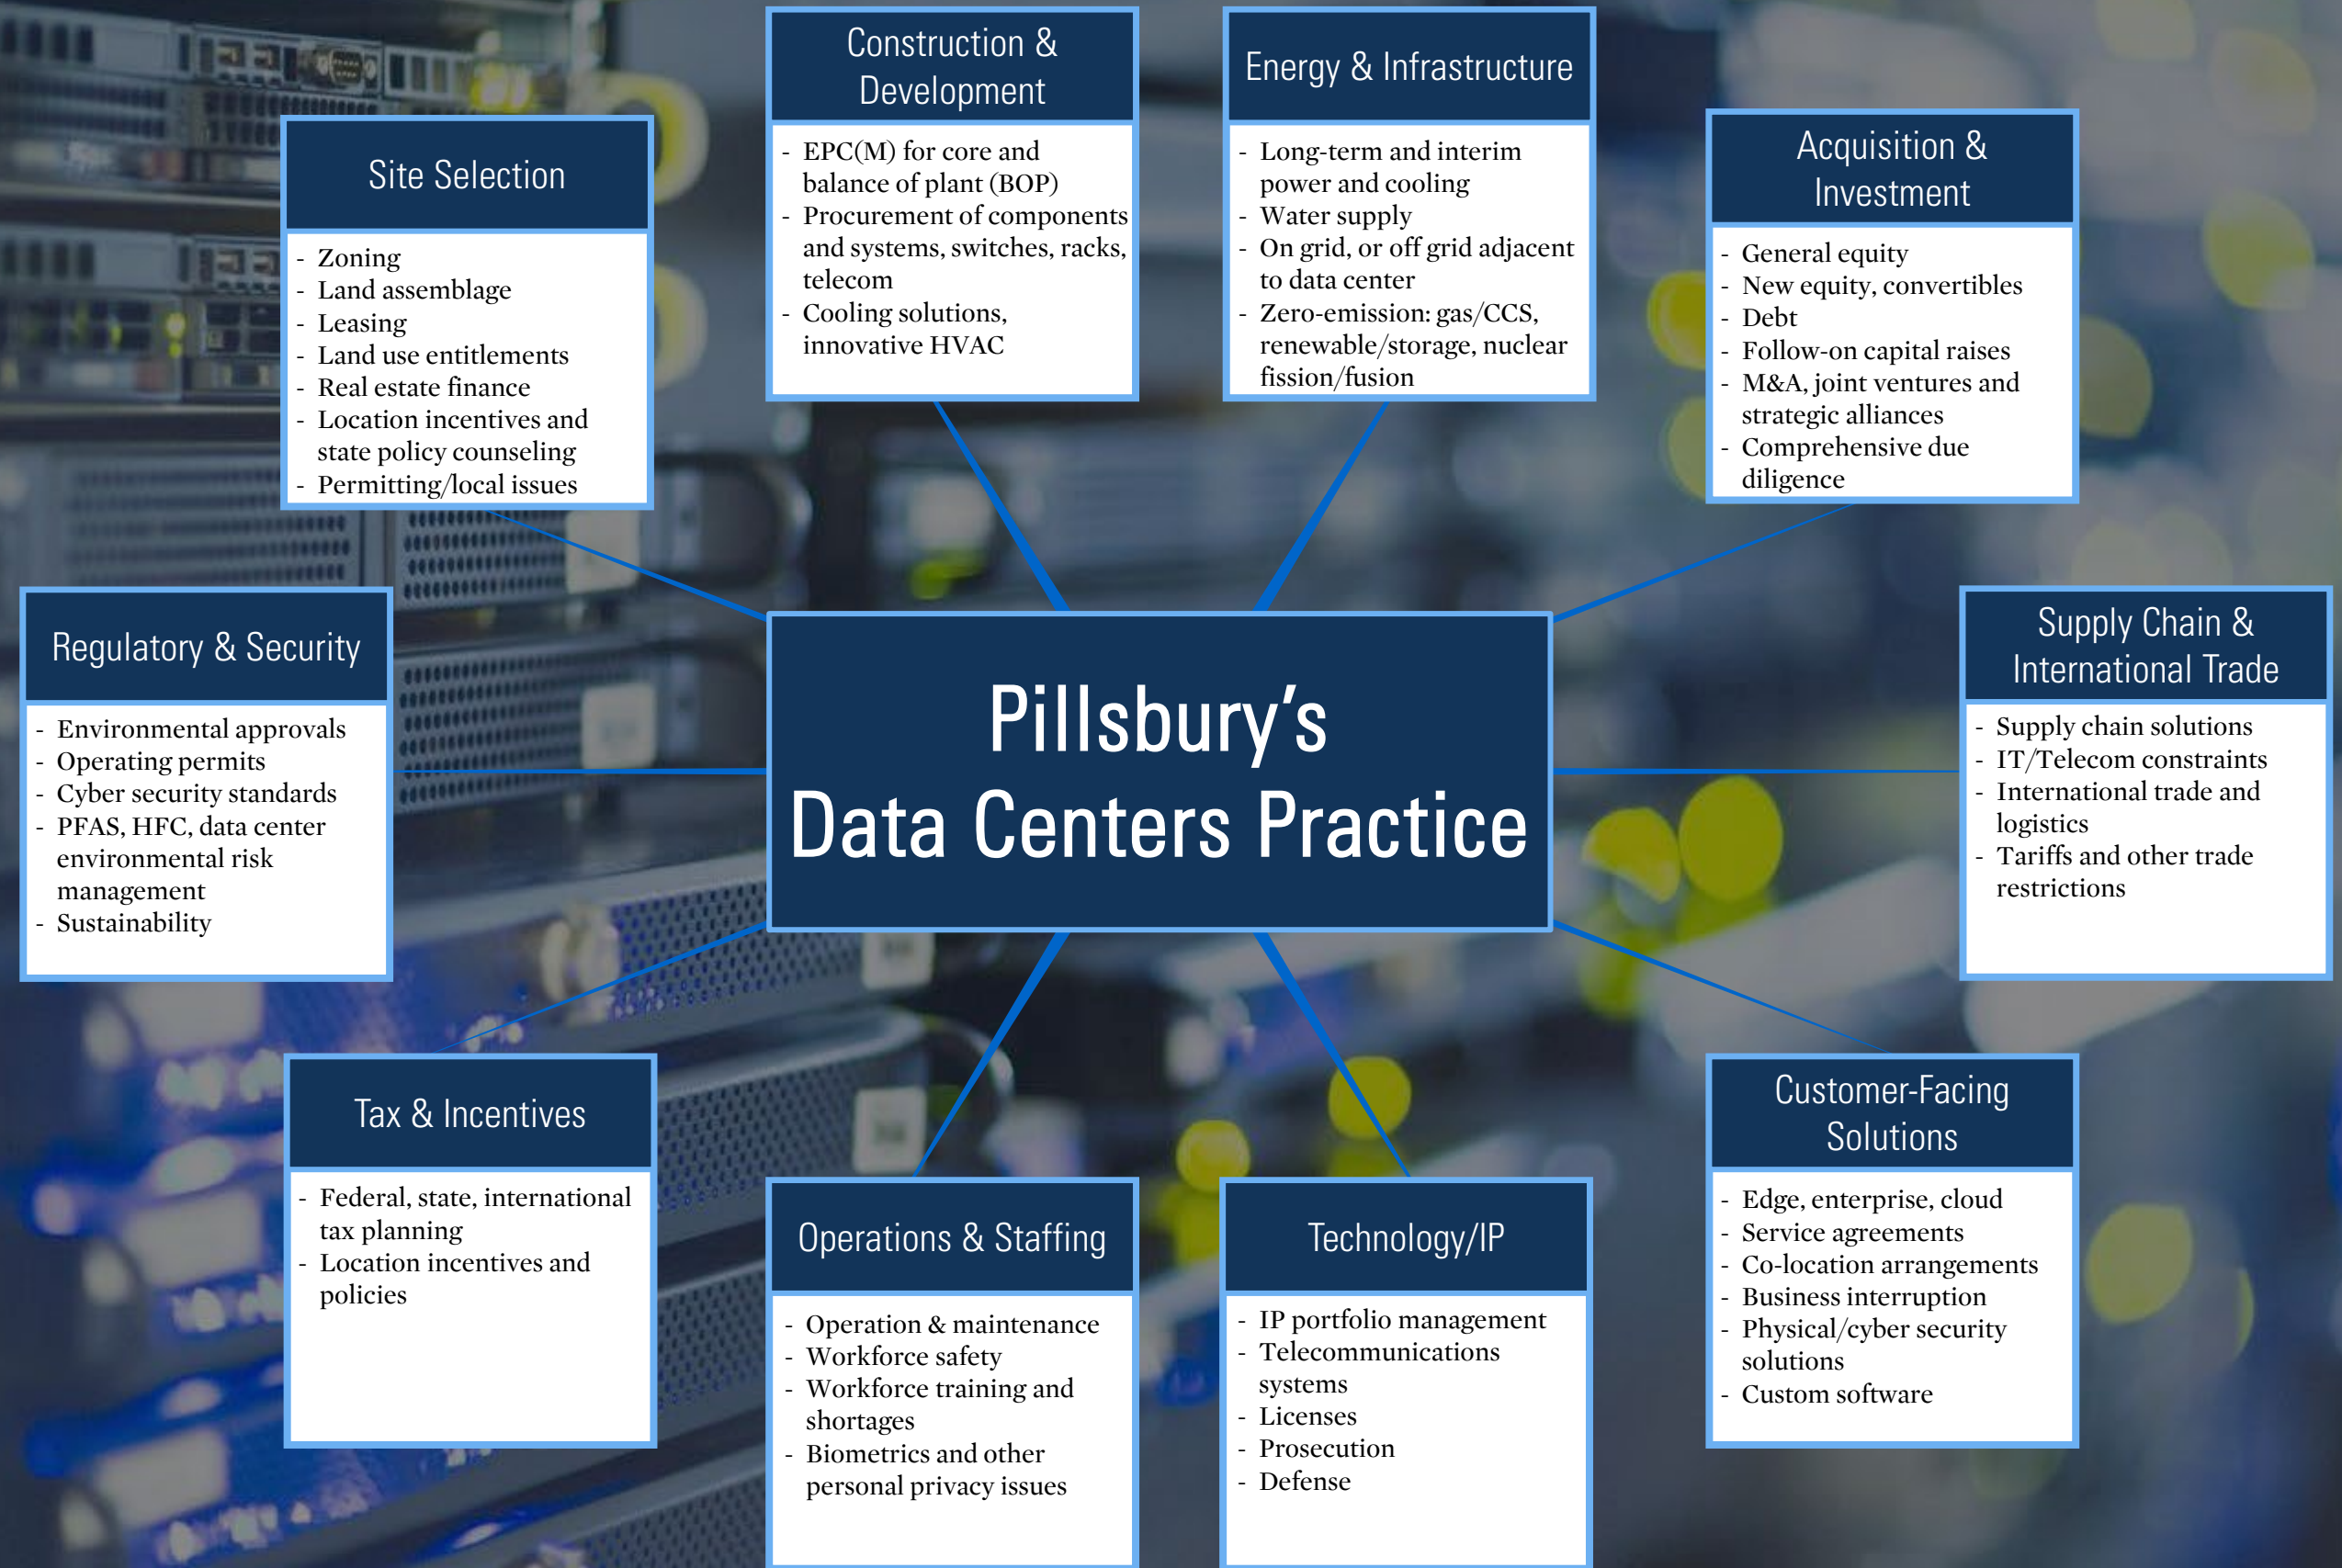 Construction &
Development
- EPC(M) for core and
balance of plant (BOP)
- Procurement of components
and systems, switches, racks,
telecom
- Cooling solutions,
innovative HVAC
Energy & Infrastructure
- Long-term and interim
power and cooling
- Water supply
- On grid, or off grid adjacent
to data center
- Zero-emission: gas/CCS,
renewable/storage, nuclear
fission/fusion
Site Selection
- Zoning
- Land assemblage
- Leasing
- Land use entitlements
- Real estate finance
- Location incentives and
state policy counseling
- Permitting/local issues
Acquisition &
Investment
- General equity
- New equity, convertibles
- Debt
- Follow-on capital raises
- M&A, joint ventures and
strategic alliances
- Comprehensive due
diligence
Regulatory & Security
- Environmental approvals
- Operating permits
- Cyber security standards
- PFAS, HFC, data center
environmental risk
management
- Sustainability
Pillsbury’s
Data Centers Practice
Supply Chain &
International Trade
- Supply chain solutions
- IT/Telecom constraints
- International trade and
logistics
- Tariffs and other trade
restrictions
Tax & Incentives
- Federal, state, international
tax planning
- Location incentives and
policies
Operations & Staffing
- Operation & maintenance
- Workforce safety
- Workforce training and
shortages
- Biometrics and other
personal privacy issues
Technology/IP
- IP portfolio management
- Telecommunications
systems
- Licenses
- Prosecution
- Defense
Customer-Facing
Solutions
- Edge, enterprise, cloud
- Service agreements
- Co-location arrangements
- Business interruption
- Physical/cyber security
solutions
- Custom software